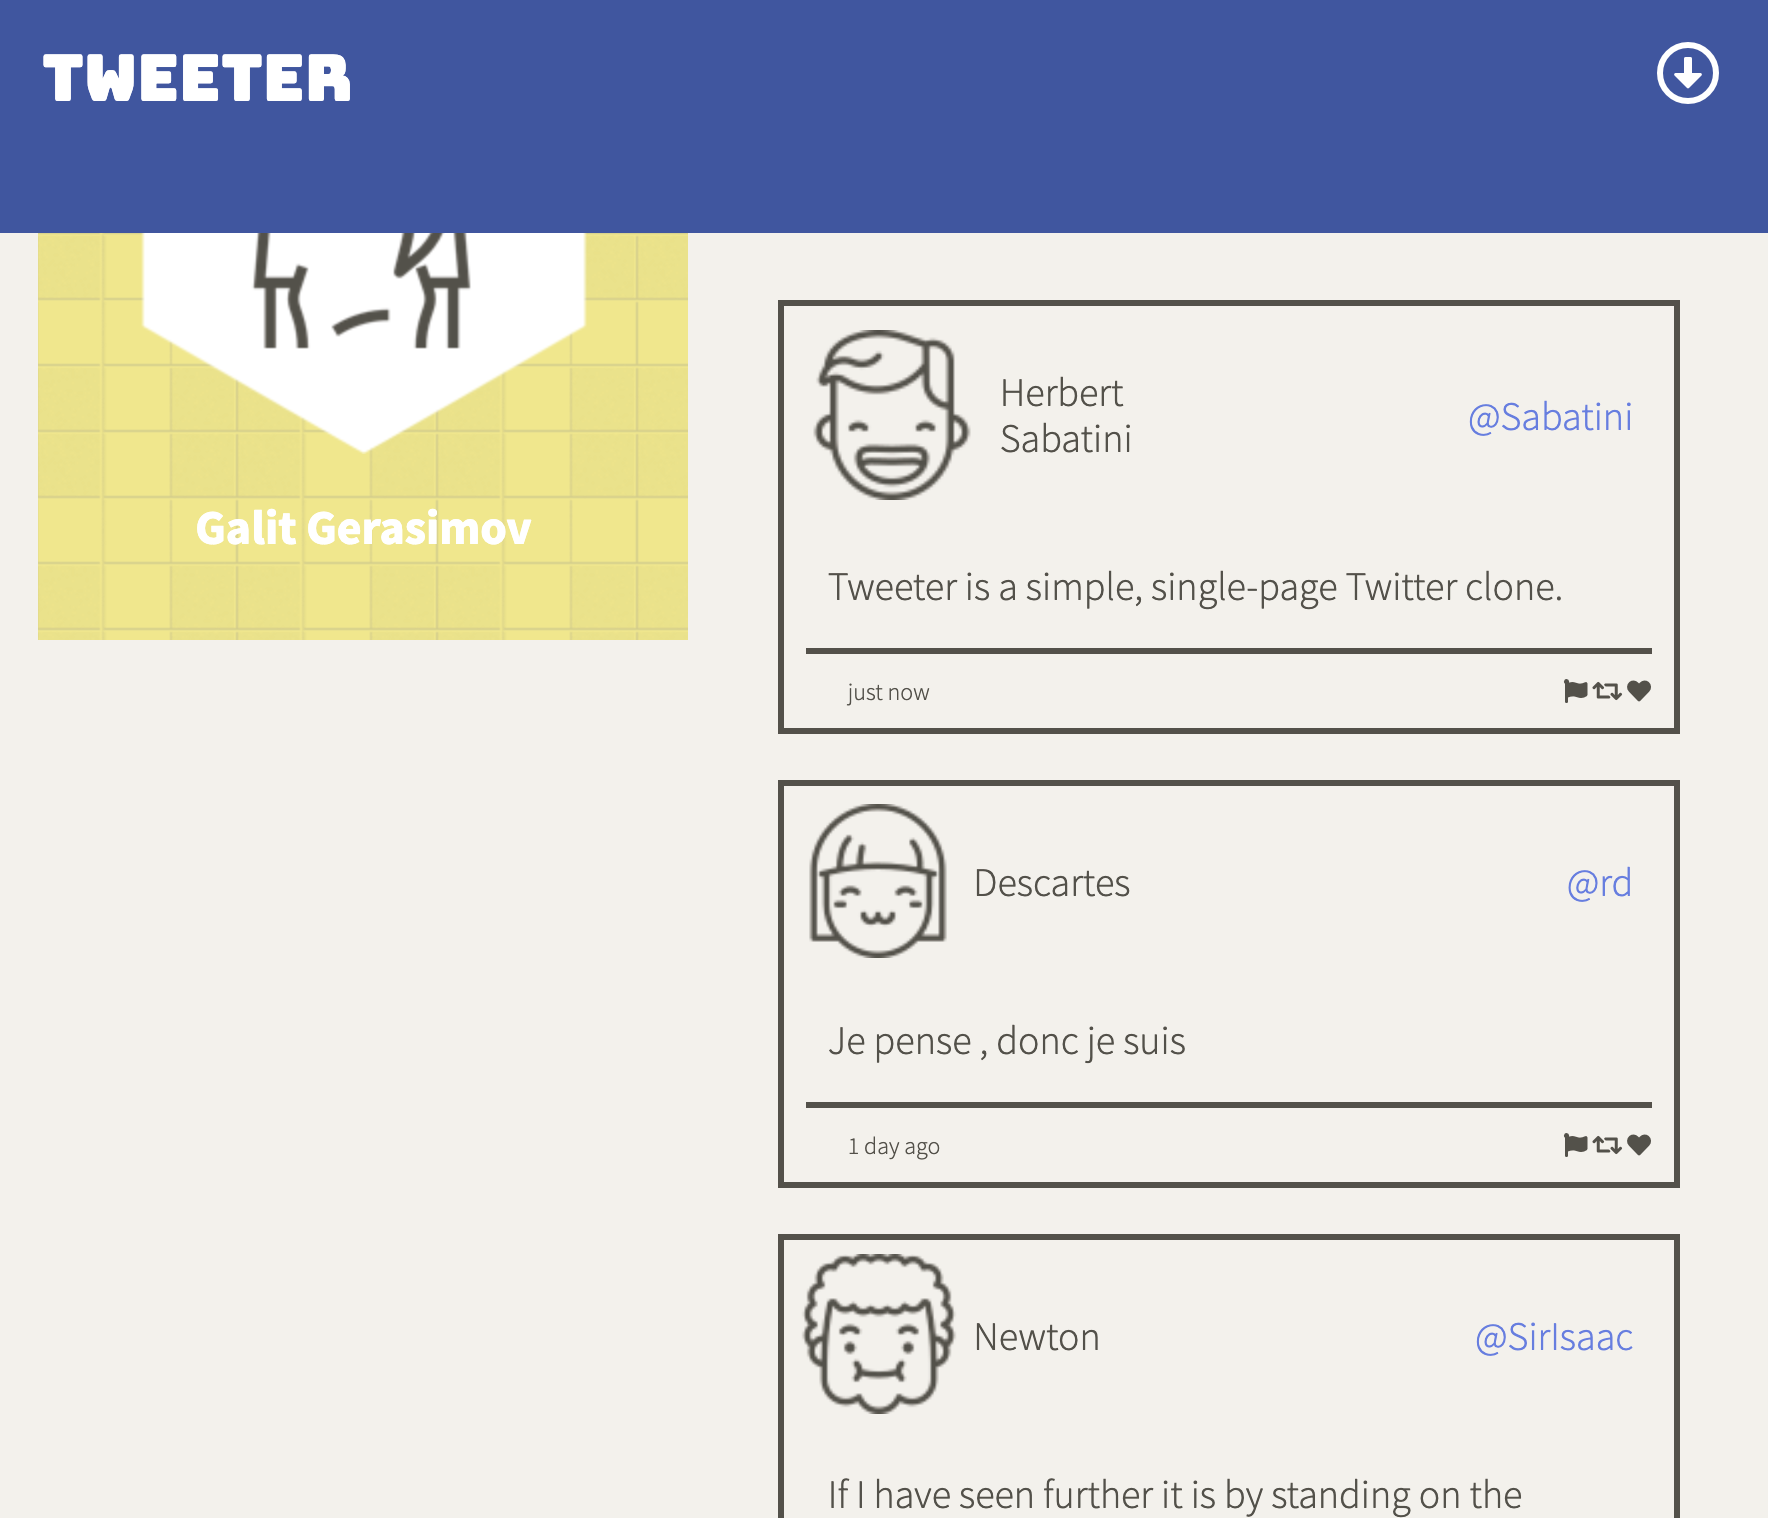 TWEETER
Galit Gerasimov
Herbert
Sabatini
@Sabatini
Tweeter is a simple, single-page Twitter clone.
just now
Descartes
@rd
Je pense , donc je suis
1 day ago
Newton
@SirIsaac
If I have seen further it is by standing on the